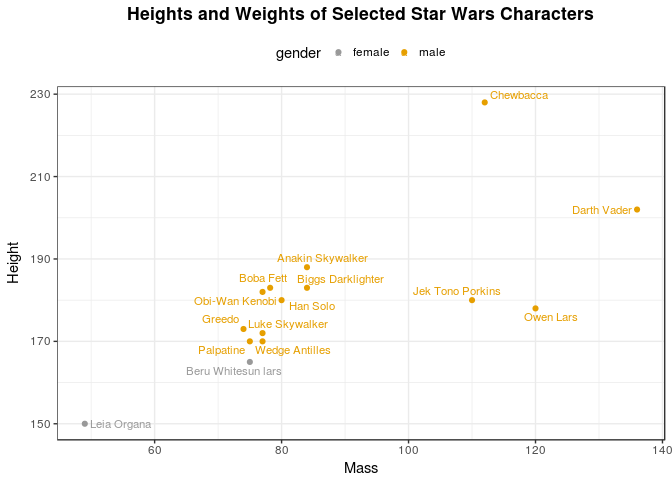 Heights and Weights of Selected Star Wars Characters
gender female male
230
Chewbacca
210
Darth Vader
190
Anakin Skywalker
Boba Fett
Biggs Darklighter
Jek Tono Porkins
Obi-Wan Kenobi
Han Solo
Owen Lars
Greedo
Luke Skywalker
170
Palpatine
Wedge Antilles
Beru Whitesun lars
150
Leia Organa
Height
60 80 100 120 140
Mass